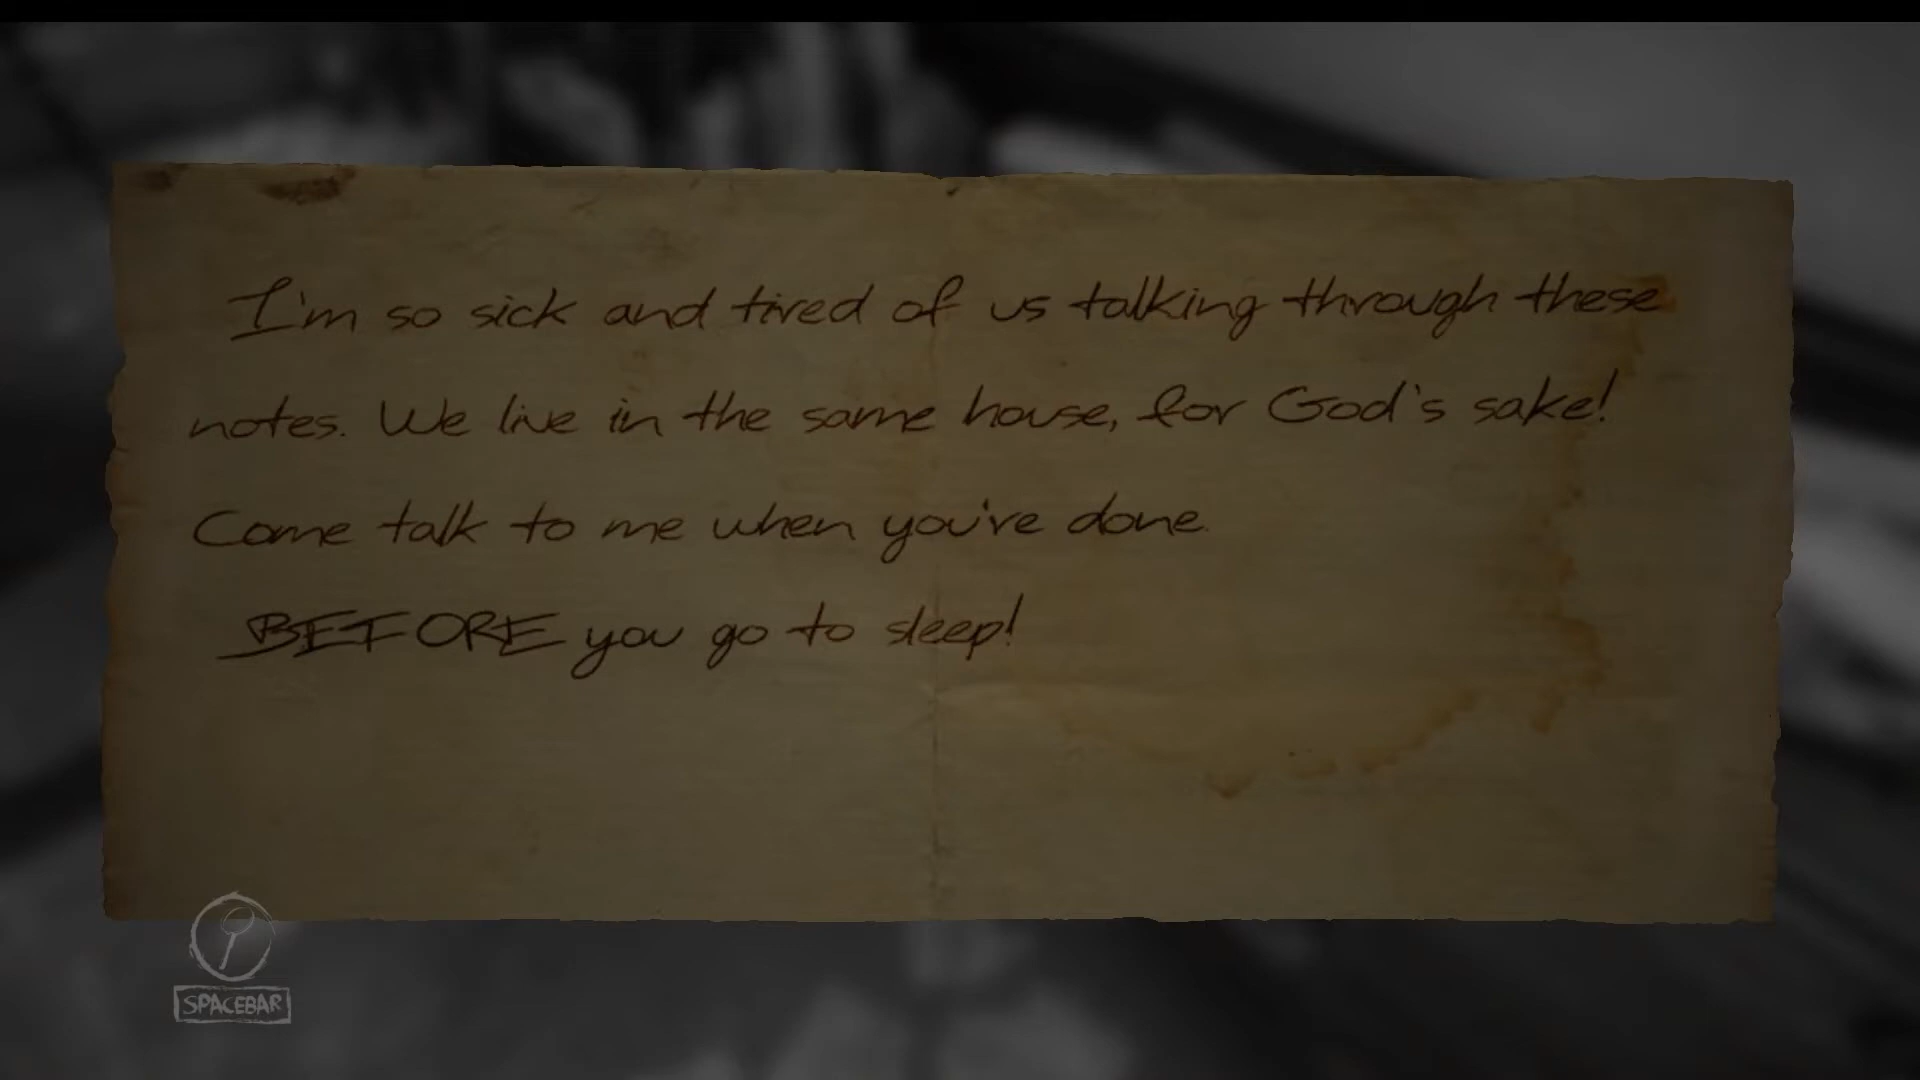 I'm so sick and tired of us talking through these
notes. We live in the same house, for God's sake!
Come talk to me when you're done.
BEFORE you go to sleep!
SPACEBAR